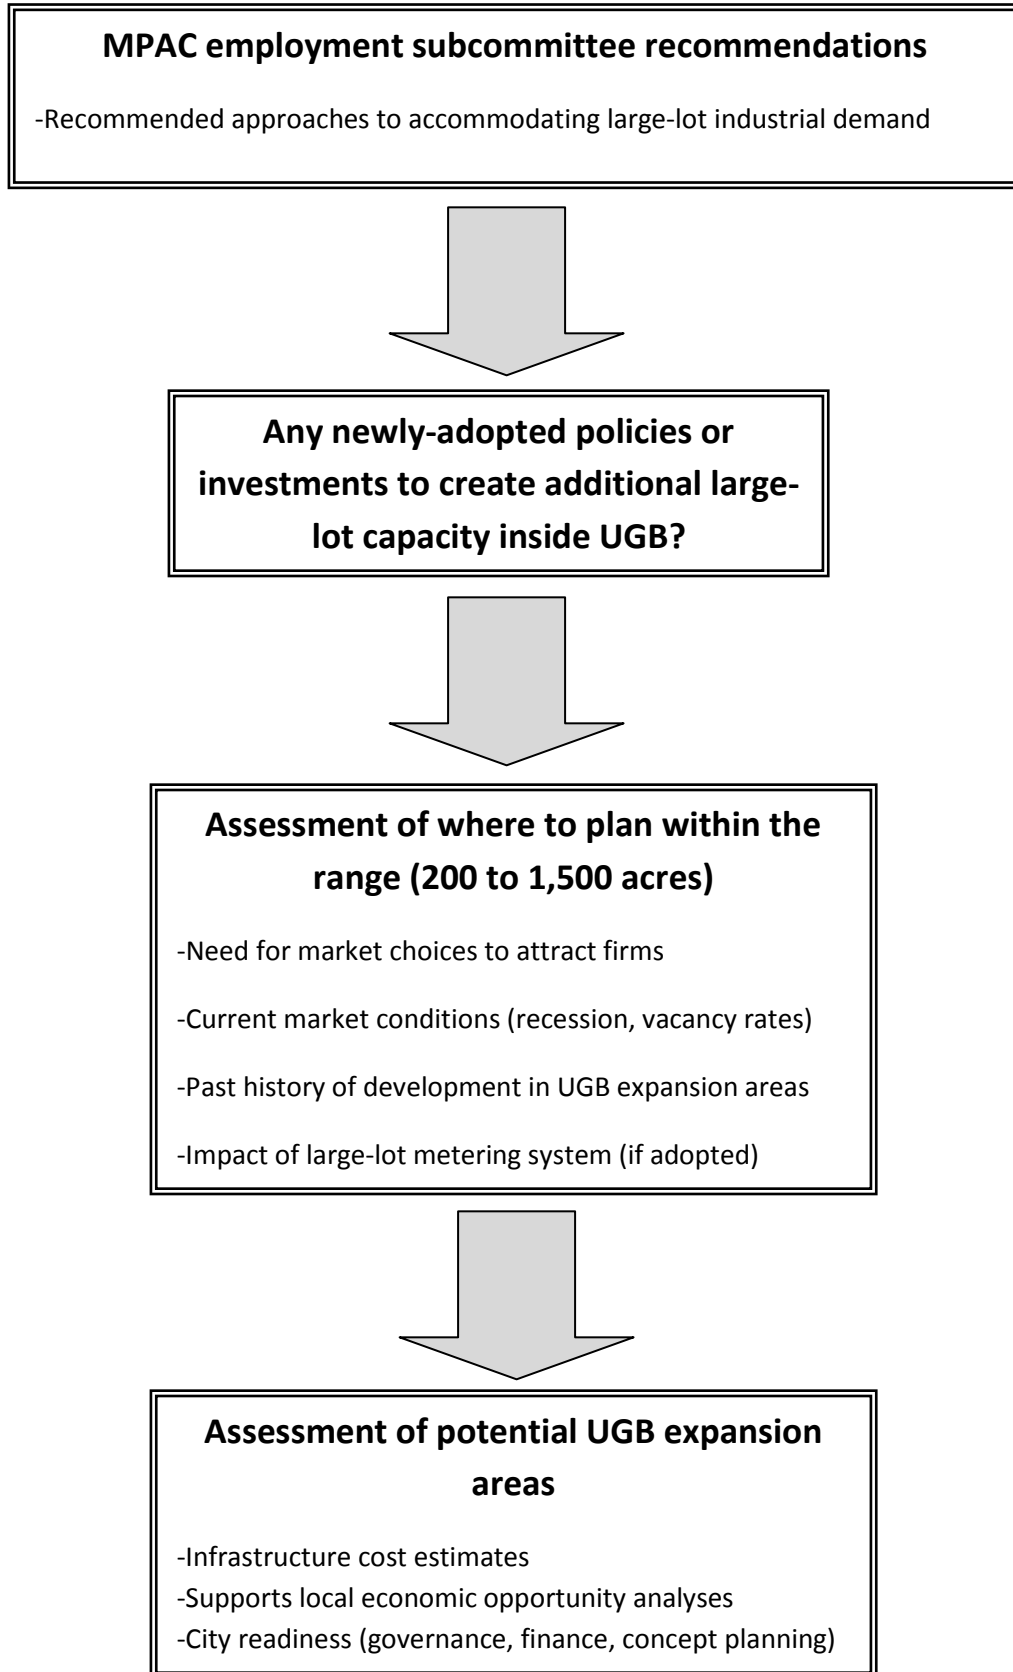 MPAC employment subcommittee recommendations
-Recommended approaches to accommodating large-lot industrial demand
Any newly-adopted policies or
investments to create additional large-
lot capacity inside UGB?
Assessment of where to plan within the
range (200 to 1,500 acres)
-Need for market choices to attract firms
-Current market conditions (recession, vacancy rates)
-Past history of development in UGB expansion areas
-Impact of large-lot metering system (if adopted)
Assessment of potential UGB expansion
areas
-Infrastructure cost estimates
-Supports local economic opportunity analyses
-City readiness (governance, finance, concept planning)